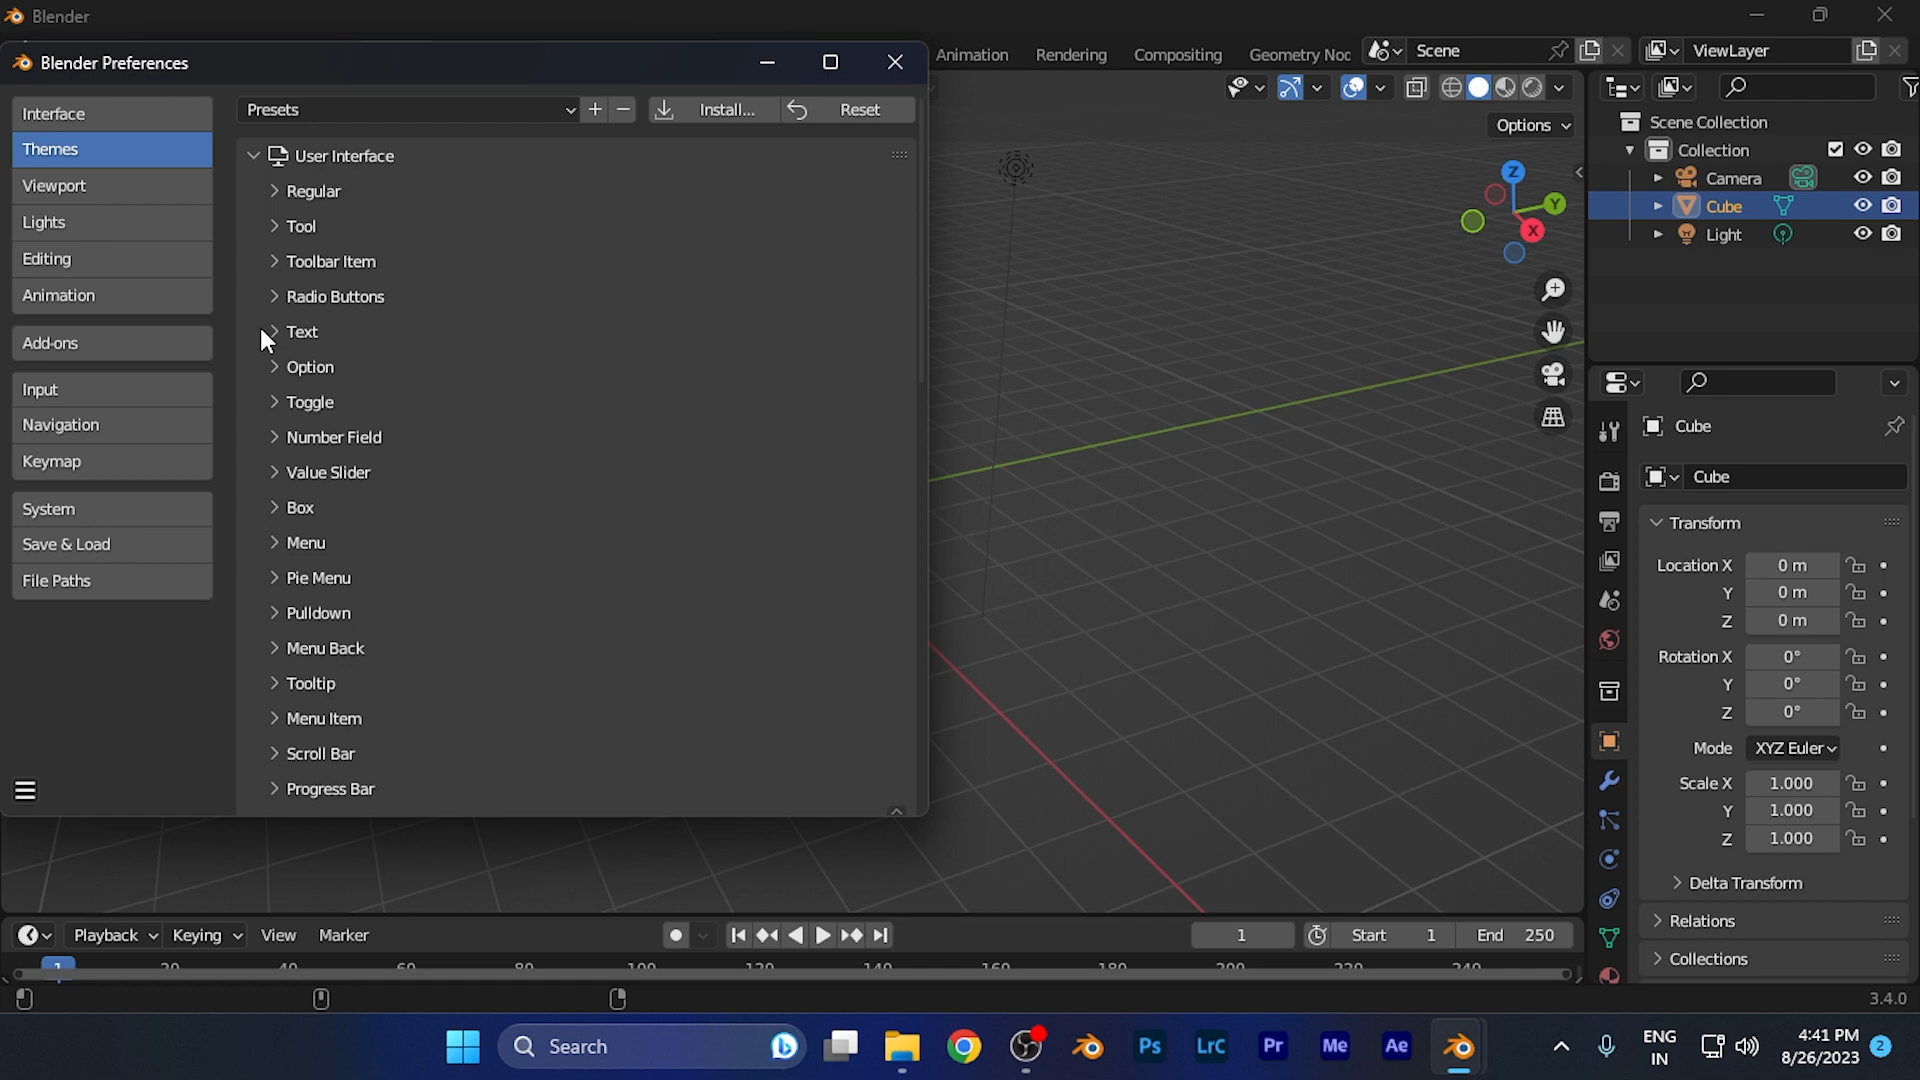 Blender
Blender Preferences
Animation
Rendering
Compositing
Geometry Noc
Scene
ViewLayer
Interface
Themes
Viewport
Lights
Editing
Animation
Add-ons
Input
Navigation
Keymap
System
Save & Load
File Paths
Presets
Install...
Reset
User Interface
Regular
Tool
Toolbar Item
Radio Buttons
Text
Option
Toggle
Number Field
Value Slider
Box
Menu
Pie Menu
Pulldown
Menu Back
Tooltip
Menu Item
Scroll Bar
Progress Bar
Options
Z
Y
X
Scene Collection
Collection
Camera
Cube
Light
Cube
Cube
Transform
Location X 0 m
Y 0 m
Z 0 m
Rotation X 0°
Y 0°
Z 0°
Mode XYZ Euler
Scale X 1.000
Y 1.000
Z 1.000
Delta Transform
Relations
Collections
Playback Keying View Marker
1
Start 1
End 250
1 20 40 60 80 100 120 140 160 180 200 220 240
3.4.0
Search
Ps
LrC
Pr
Me
Ae
ENG
IN
4:41 PM
8/26/2023
2